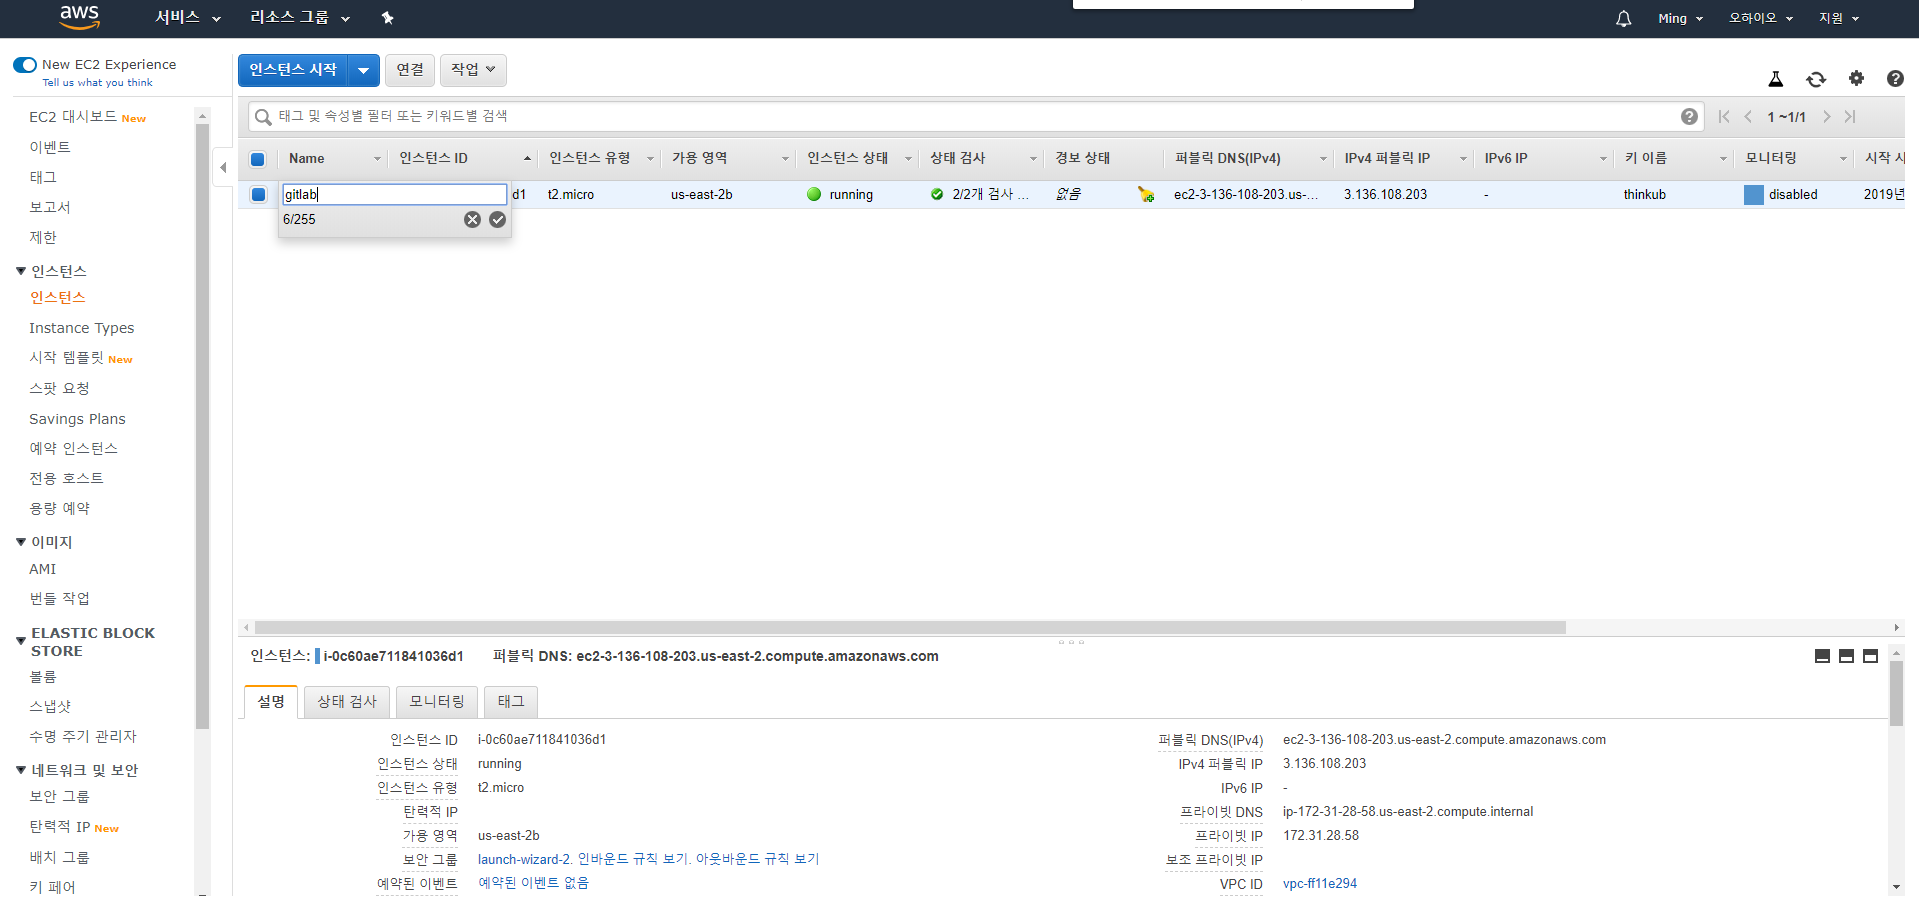 aws 서비스 리소스 그룹 Ming 오하이오 지원
New EC2 Experience
Tell us what you think
EC2 대시보드 New
이벤트
태그
보고서
제한
인스턴스
인스턴스
Instance Types
시작 템플릿 New
스팟 요청
Savings Plans
예약 인스턴스
전용 호스트
용량 예약
이미지
AMI
번들 작업
ELASTIC BLOCK
STORE
볼륨
스냅샷
수명 주기 관리자
네트워크 및 보안
보안 그룹
탄력적 IP New
배치 그룹
키 페어
인스턴스 시작 연결 작업
태그 및 속성별 필터 또는 키워드별 검색 1 ~1/1
Name 인스턴스 ID 인스턴스 유형 가용 영역 인스턴스 상태 상태 검사 경보 상태 퍼블릭 DNS(IPv4) IPv4 퍼블릭 IP IPv6 IP 키 이름 모니터링 시작 시
gitlab d1 t2.micro us-east-2b running 2/2개 검사 ... 없음 ec2-3-136-108-203.us-... 3.136.108.203 - thinkub disabled 2019년
6/255
인스턴스: i-0c60ae711841036d1 퍼블릭 DNS: ec2-3-136-108-203.us-east-2.compute.amazonaws.com
설명 상태 검사 모니터링 태그
인스턴스 ID i-0c60ae711841036d1 퍼블릭 DNS(IPv4) ec2-3-136-108-203.us-east-2.compute.amazonaws.com
인스턴스 상태 running IPv4 퍼블릭 IP 3.136.108.203
인스턴스 유형 t2.micro IPv6 IP -
탄력적 IP 프라이빗 DNS ip-172-31-28-58.us-east-2.compute.internal
가용 영역 us-east-2b 프라이빗 IP 172.31.28.58
보안 그룹 launch-wizard-2. 인바운드 규칙 보기. 아웃바운드 규칙 보기 보조 프라이빗 IP
예약된 이벤트 예약된 이벤트 없음 VPC ID vpc-ff11e294